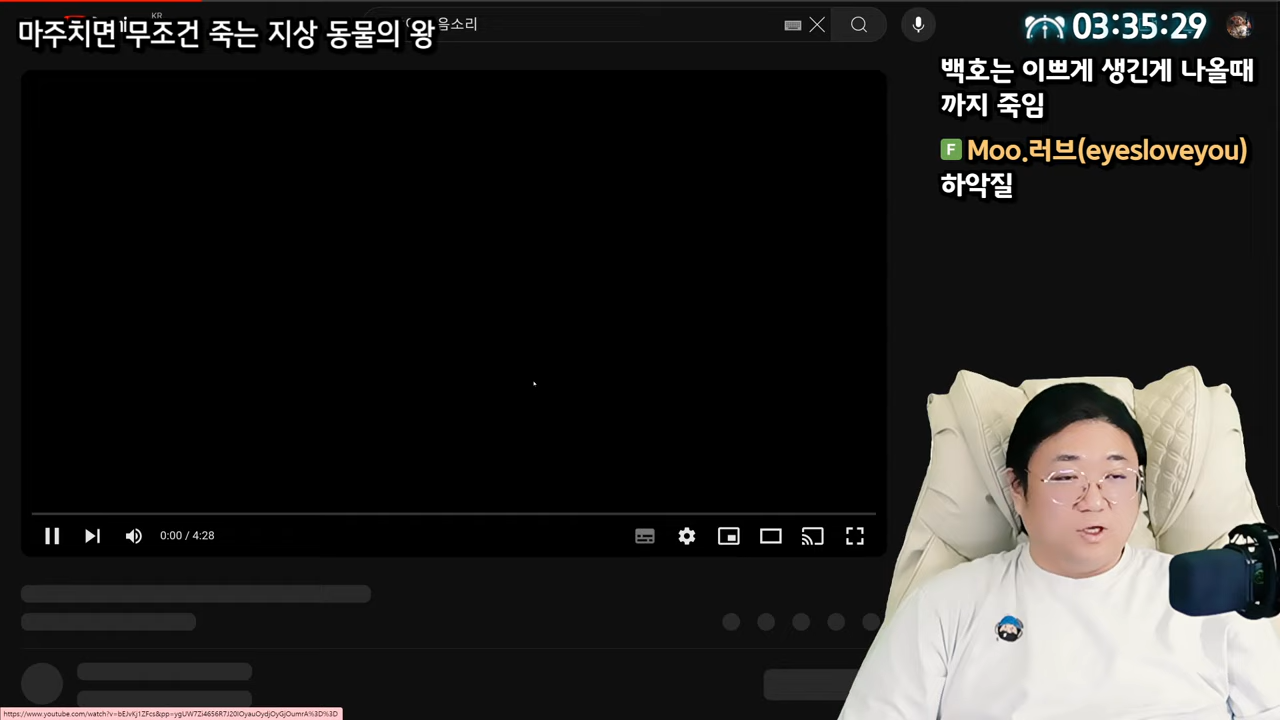 마주치면 무조건 죽는 지상 동물의 왕
KR
음소리
03:35:29
백호는 이쁘게 생긴게 나올때
까지 죽임
F Moo.러브(eyesloveyou)
하악질
0:00 / 4:28